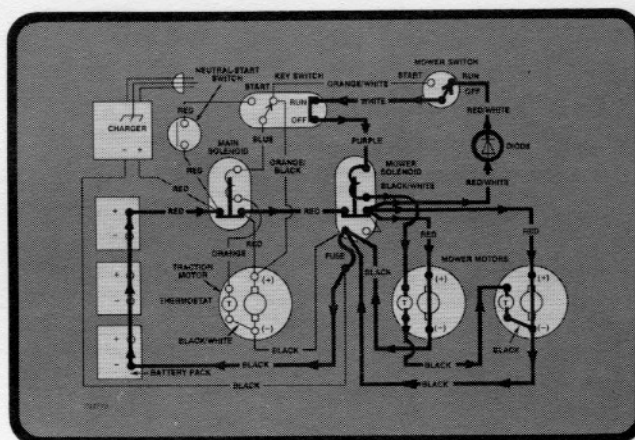 MOWER SWITCH
NEUTRAL-START
SWITCH
KEY SWITCH
START
ORANGE/WHITE
START
RUN
OFF
RED
RUN
WHITE
RED/WHITE
CHARGER
OFF
BLUE
MAIN
SOLENOID
PURPLE
DIODE
RED
ORANGE/
BLACK
MOWER
SOLENOID
RED/WHITE
RED
BLACK/WHITE
RED
RED
RED
RED
RED
ORANGE
FUSE
BLACK
TRACTION
MOTOR
(+)
(+)
MOWER MOTORS
(+)
THERMOSTAT
T
T
T
BLACK/WHITE
(-)
(-)
(-)
BLACK
BLACK
BLACK
BLACK
BLACK
BATTERY PACK
BLACK